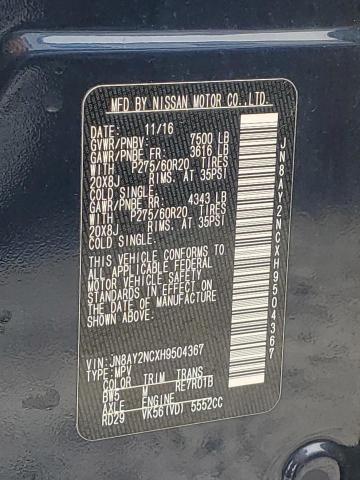 MFD BY NISSAN MOTOR CO., LTD.
DATE: 11/16
GVWR/PNBV: 7500 LB
GAWR/PNBE FR: 3616 LB
WITH P275/60R20 TIRES
20X8J RIMS, AT 35PSI
COLD SINGLE.
GAWR/PNBE RR: 4343 LB
WITH P275/60R20 TIRES
20X8J RIMS, AT 35PSI
COLD SINGLE.
THIS VEHICLE CONFORMS TO
ALL APPLICABLE FEDERAL
MOTOR VEHICLE SAFETY
STANDARDS IN EFFECT ON
THE DATE OF MANUFACTURE
SHOWN ABOVE.
VIN: JN8AY2NCXH9504367
TYPE: MPV
COLOR TRIM TRANS
BW5 W RE7R01B
AXLE ENGINE
RD29 VK56(VD) 5552CC
JN8AY2NCXH9504367